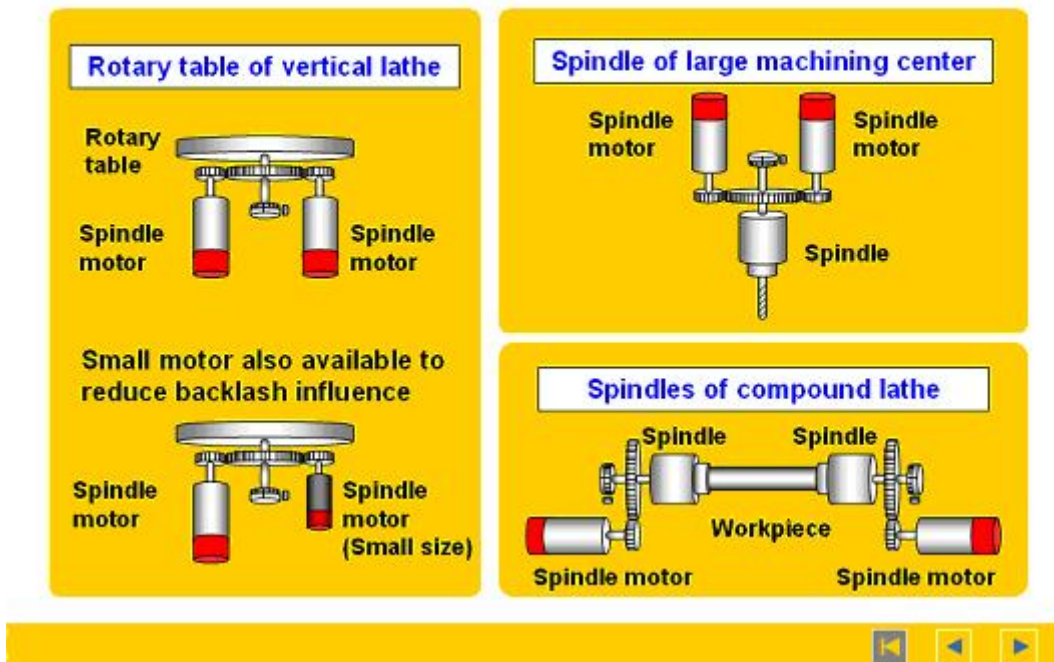 Rotary table of vertical lathe
Rotary
table
Spindle
motor
Spindle
motor
Small motor also available to
reduce backlash influence
Spindle
motor
Spindle
motor
(Small size)
Spindle of large machining center
Spindle
motor
Spindle
motor
Spindle
Spindles of compound lathe
Spindle
Spindle
Workpiece
Spindle motor
Spindle motor